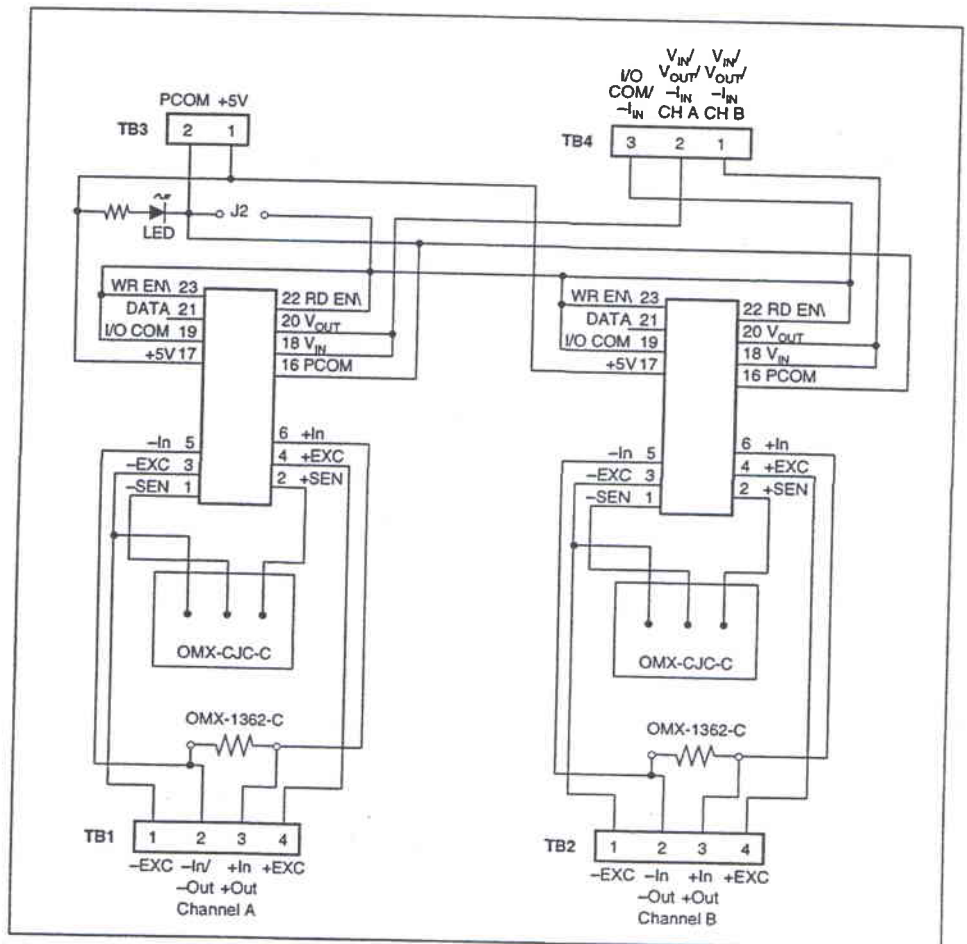 PCOM +5V
TB3 2 1
I/O
COM/
–I_IN
V_IN/
V_OUT/
–I_IN
CH A
V_IN/
V_OUT/
–I_IN
CH B
TB4 3 2 1
LED
J2
WR EN\ 23
DATA 21
I/O COM 19
+5V 17
22 RD EN\
20 V_OUT
18 V_IN
16 PCOM
–In 5
–EXC 3
–SEN 1
6 +In
4 +EXC
2 +SEN
OMX-CJC-C
OMX-1362-C
TB1 1 2 3 4
–EXC –In/ +In +EXC
–Out +Out
Channel A
WR EN\ 23
DATA 21
I/O COM 19
+5V 17
22 RD EN\
20 V_OUT
18 V_IN
16 PCOM
–In 5
–EXC 3
–SEN 1
6 +In
4 +EXC
2 +SEN
OMX-CJC-C
OMX-1362-C
TB2 1 2 3 4
–EXC –In +In +EXC
–Out +Out
Channel B